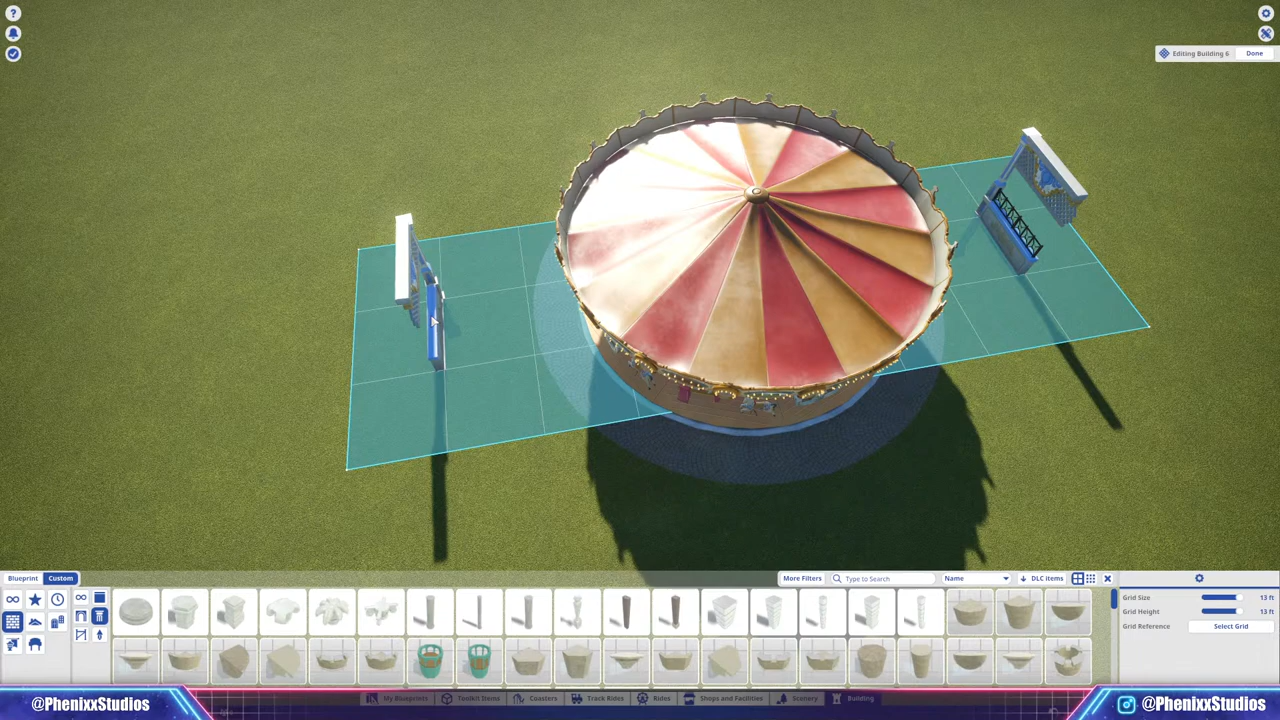 ?
Editing Building 6
Done
Blueprint
Custom
More Filters
Type to Search
Name
DLC items
Grid Size
13 ft
Grid Height
13 ft
Grid Reference
Select Grid
@PhenixxStudios
My Blueprints
Toolkit Items
Coasters
Track Rides
Rides
Shops and Facilities
Scenery
Building
@PhenixxStudios